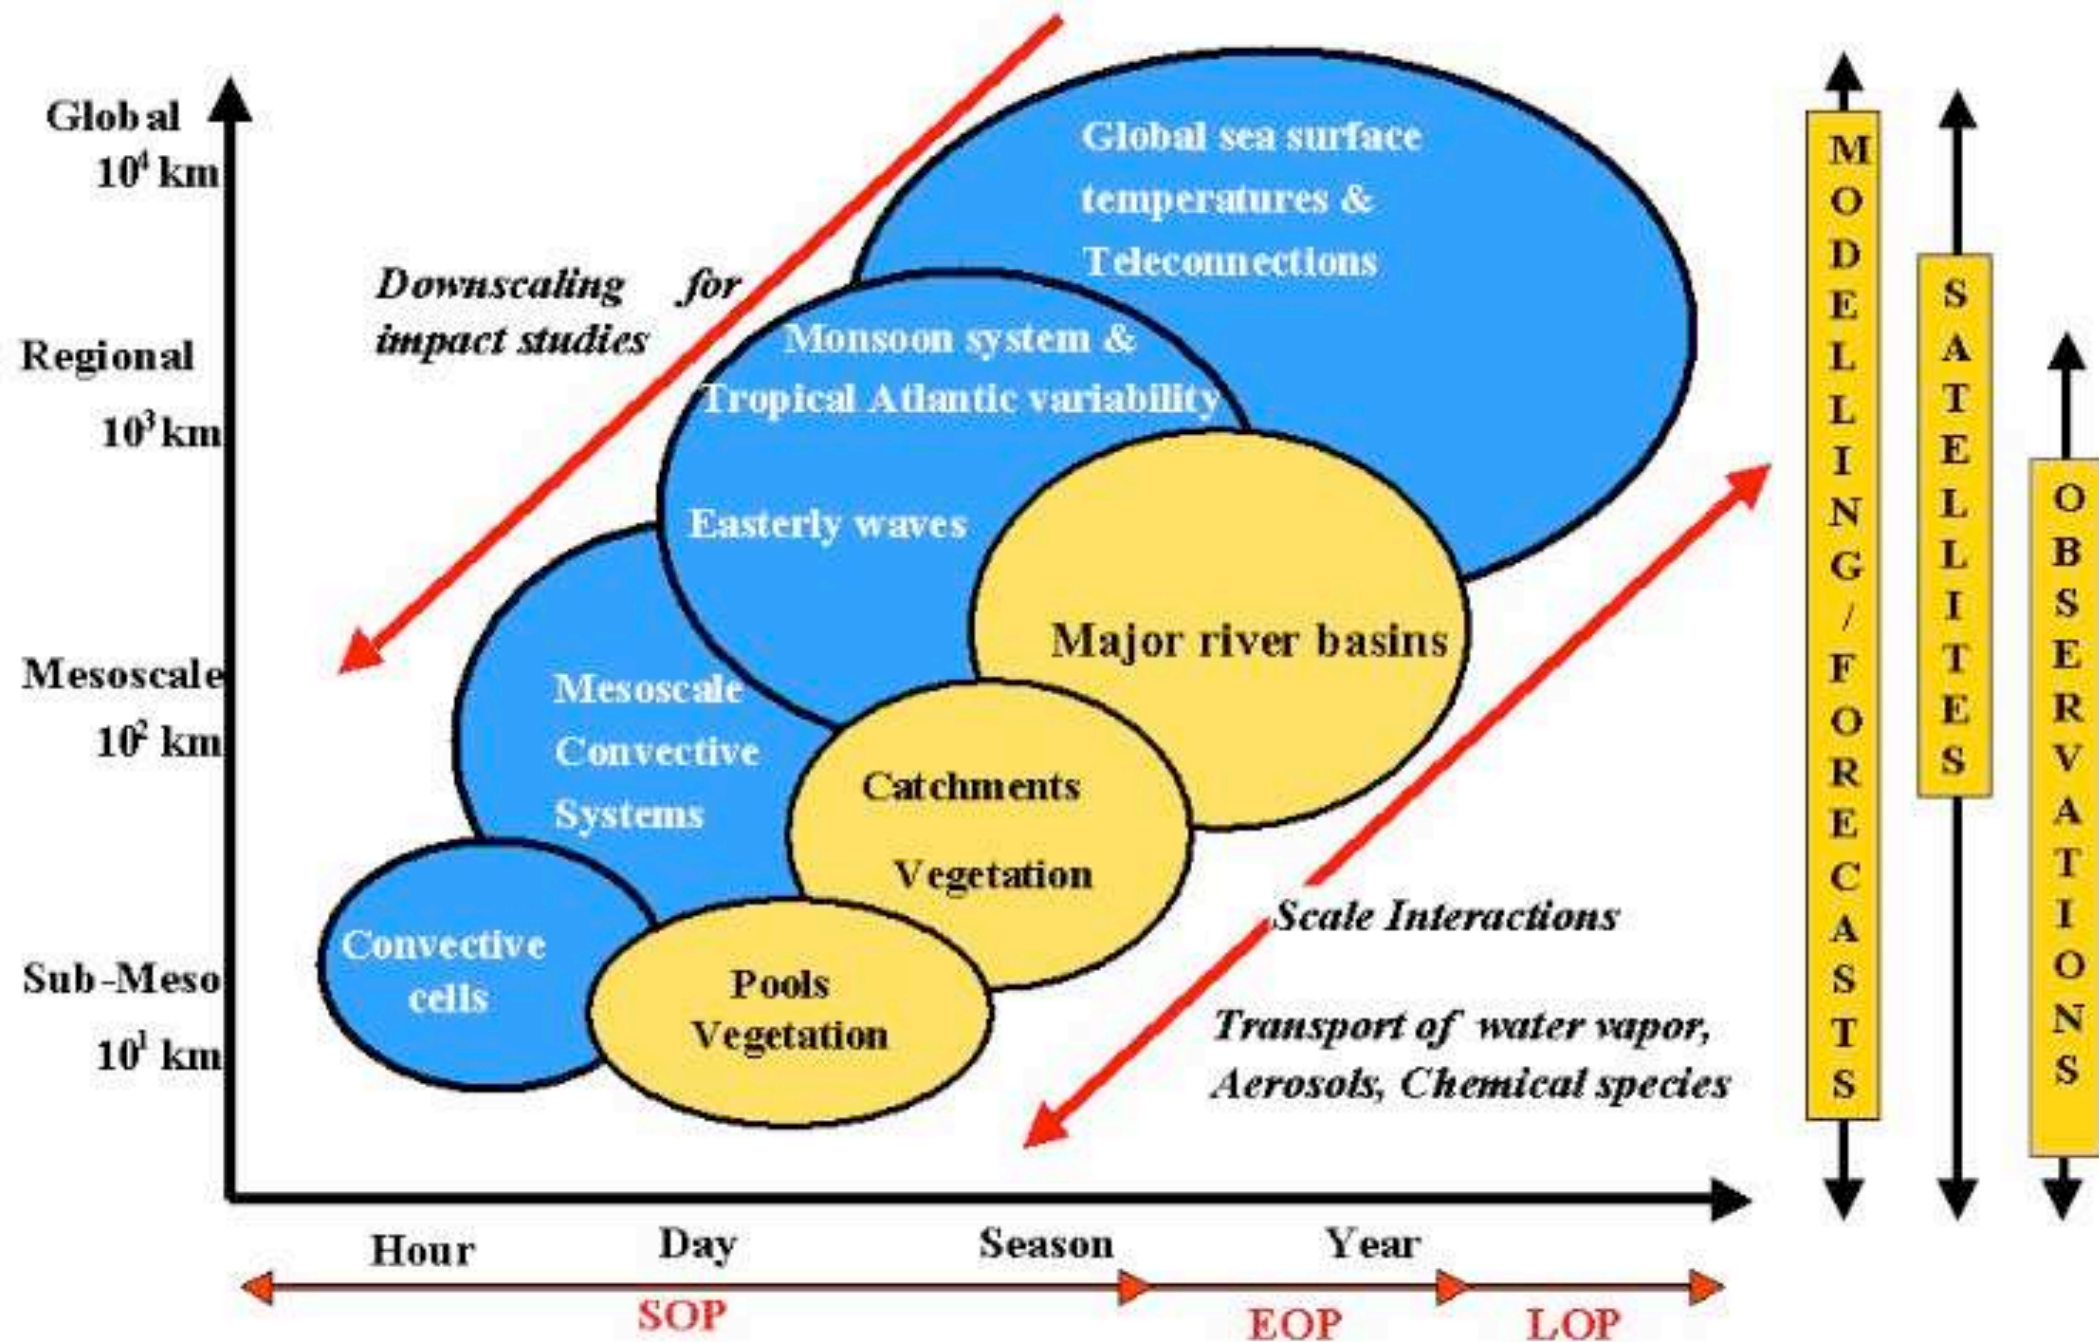 Global
10⁴ km
Regional
10³ km
Mesoscale
10² km
Sub-Meso
10¹ km
Downscaling for
impact studies
Global sea surface
temperatures &
Teleconnections
Monsoon system &
Tropical Atlantic variability
Easterly waves
Major river basins
Mesoscale
Convective
Systems
Catchments
Vegetation
Convective
cells
Pools
Vegetation
Scale Interactions
Transport of water vapor,
Aerosols, Chemical species
Hour Day Season Year
SOP EOP LOP
MODELLING/FORECASTS
SATELLITES
OBSERVATIONS